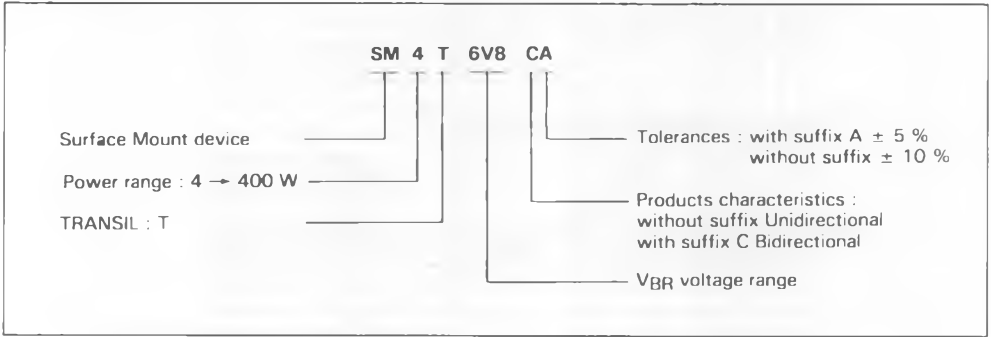 SM 4 T 6V8 CA
Surface Mount device
Power range : 4 → 400 W
TRANSIL : T
Tolerances : with suffix A ± 5 %
without suffix ± 10 %
Products characteristics :
without suffix Unidirectional
with suffix C Bidirectional
VBR voltage range